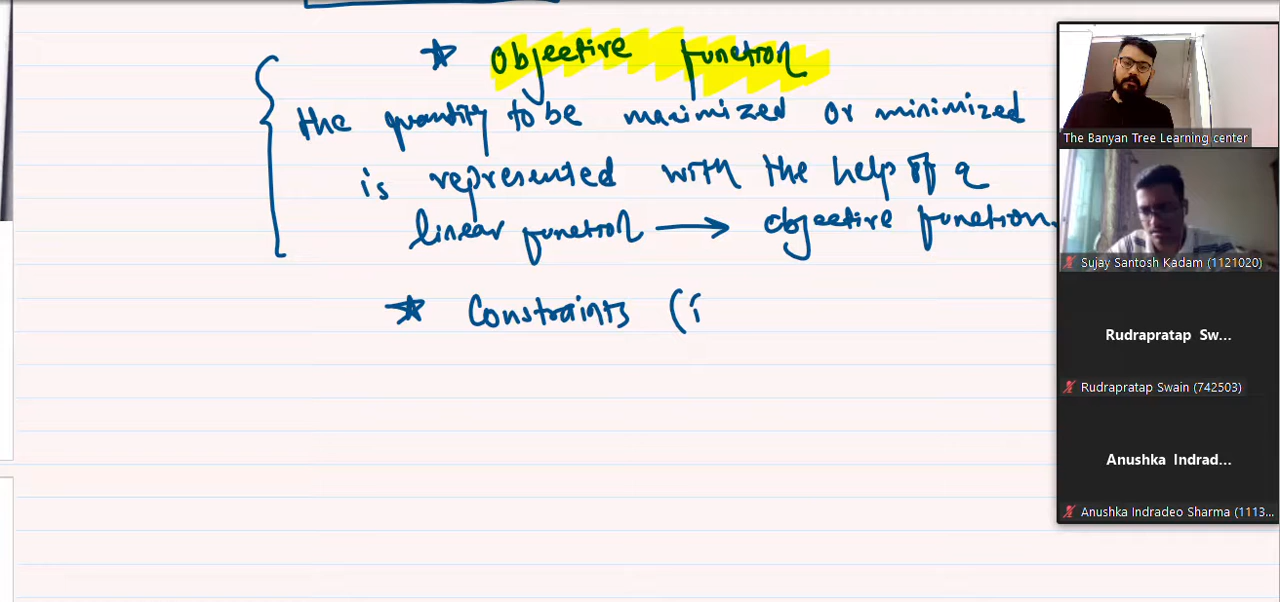 ★ Objective function
the quantity to be maximized or minimized
is represented with the help of a
linear function → objective function.
★ Constraints (
The Banyan Tree Learning center
Sujay Santosh Kadam (1121020)
Rudrapratap Sw...
Rudrapratap Swain (742503)
Anushka Indrad...
Anushka Indradeo Sharma (1113...